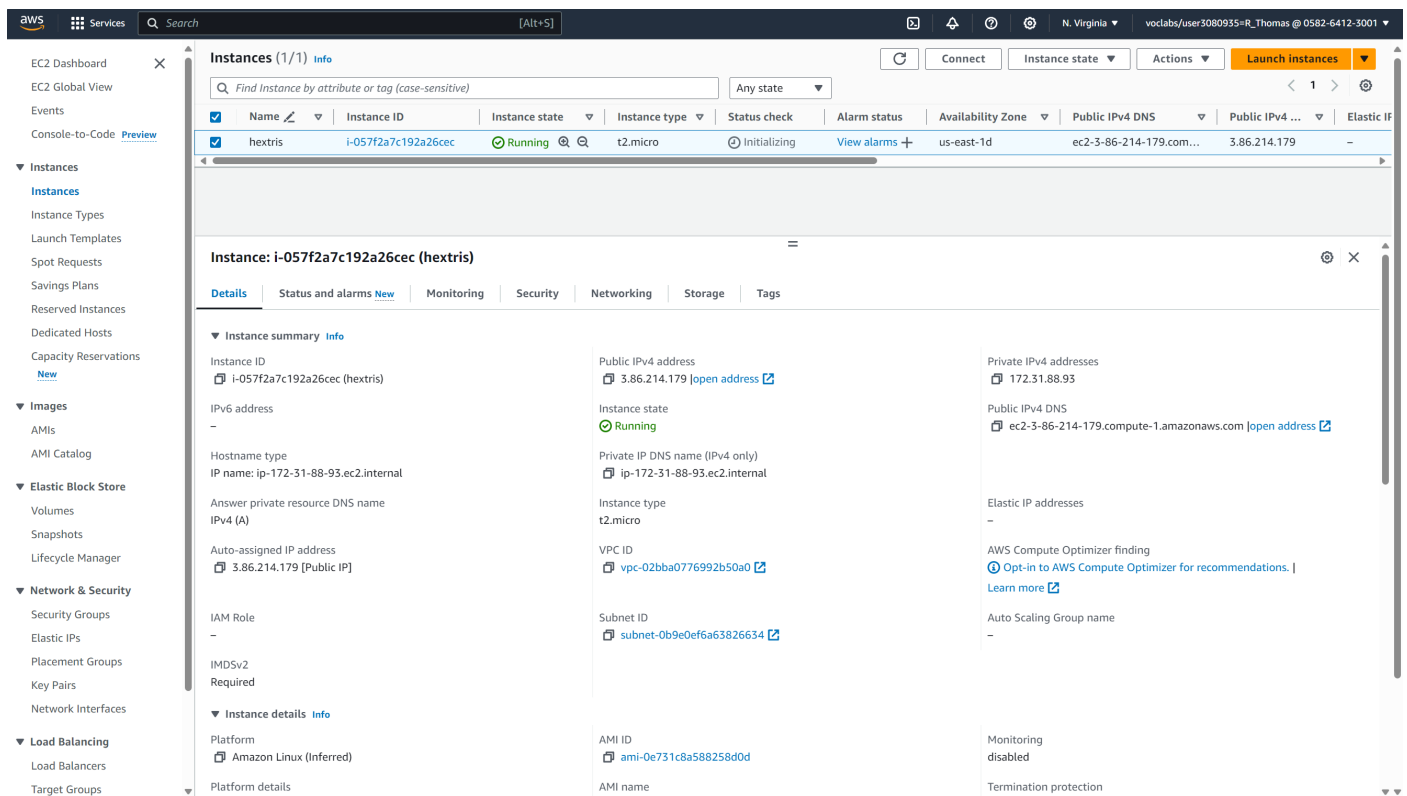 aws Services Search [Alt+S] N. Virginia voclabs/user3080935=R_Thomas @ 0582-6412-3001
EC2 Dashboard
EC2 Global View
Events
Console-to-Code Preview
Instances
Instances
Instance Types
Launch Templates
Spot Requests
Savings Plans
Reserved Instances
Dedicated Hosts
Capacity Reservations
New
Images
AMIs
AMI Catalog
Elastic Block Store
Volumes
Snapshots
Lifecycle Manager
Network & Security
Security Groups
Elastic IPs
Placement Groups
Key Pairs
Network Interfaces
Load Balancing
Load Balancers
Target Groups
Instances (1/1) Info Connect Instance state Actions Launch instances
Find Instance by attribute or tag (case-sensitive) Any state 1
Name Instance ID Instance state Instance type Status check Alarm status Availability Zone Public IPv4 DNS Public IPv4 ... Elastic IP
hextris i-057f2a7c192a26cec Running t2.micro Initializing View alarms us-east-1d ec2-3-86-214-179.com... 3.86.214.179 –
Instance: i-057f2a7c192a26cec (hextris)
Details Status and alarms New Monitoring Security Networking Storage Tags
Instance summary Info
Instance ID
i-057f2a7c192a26cec (hextris)
Public IPv4 address
3.86.214.179 |open address
Private IPv4 addresses
172.31.88.93
IPv6 address
–
Instance state
Running
Public IPv4 DNS
ec2-3-86-214-179.compute-1.amazonaws.com |open address
Hostname type
IP name: ip-172-31-88-93.ec2.internal
Private IP DNS name (IPv4 only)
ip-172-31-88-93.ec2.internal
Answer private resource DNS name
IPv4 (A)
Instance type
t2.micro
Elastic IP addresses
–
Auto-assigned IP address
3.86.214.179 [Public IP]
VPC ID
vpc-02bba0776992b50a0
AWS Compute Optimizer finding
Opt-in to AWS Compute Optimizer for recommendations. |
Learn more
IAM Role
–
Subnet ID
subnet-0b9e0ef6a63826634
Auto Scaling Group name
–
IMDSv2
Required
Instance details Info
Platform
Amazon Linux (Inferred)
AMI ID
ami-0e731c8a588258d0d
Monitoring
disabled
Platform details
AMI name
Termination protection